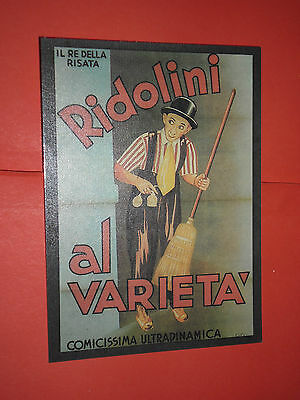 IL RE DELLA
RISATA
Ridolini
al
VARIETA'
COMICISSIMA ULTRADINAMICA